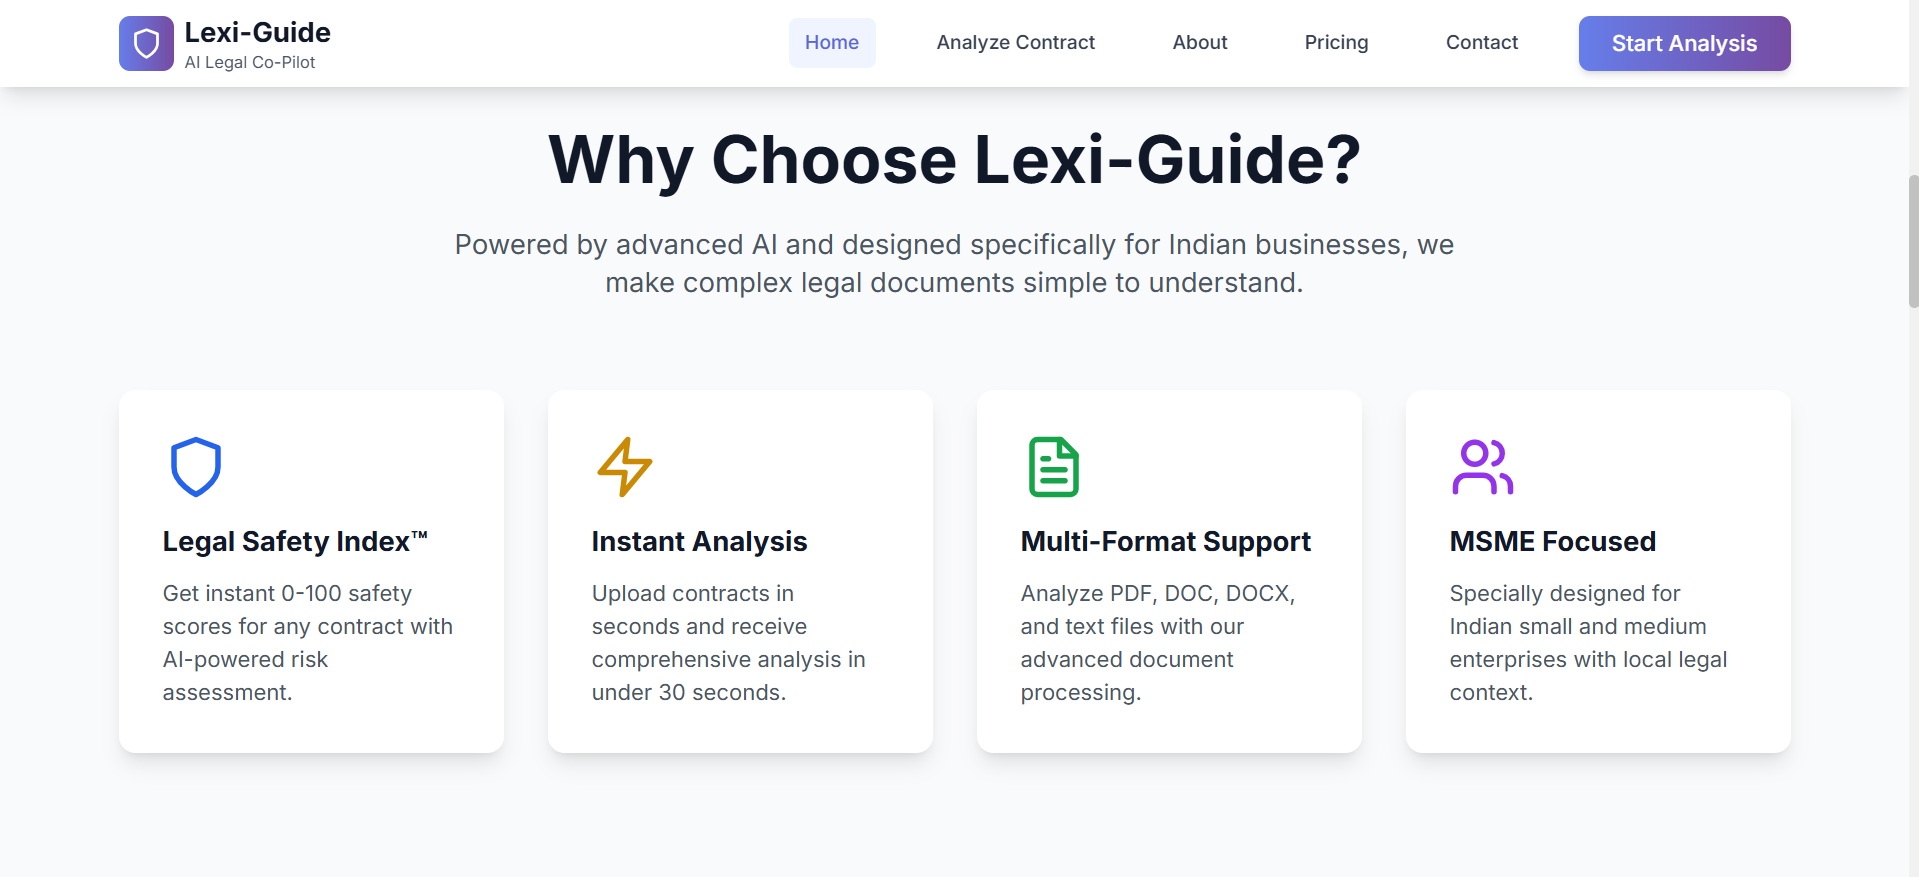 Lexi-Guide
AI Legal Co-Pilot
Home
Analyze Contract
About
Pricing
Contact
Start Analysis
Why Choose Lexi-Guide?
Powered by advanced AI and designed specifically for Indian businesses, we
make complex legal documents simple to understand.
Legal Safety Index™
Get instant 0-100 safety
scores for any contract with
AI-powered risk
assessment.
Instant Analysis
Upload contracts in
seconds and receive
comprehensive analysis in
under 30 seconds.
Multi-Format Support
Analyze PDF, DOC, DOCX,
and text files with our
advanced document
processing.
MSME Focused
Specially designed for
Indian small and medium
enterprises with local legal
context.